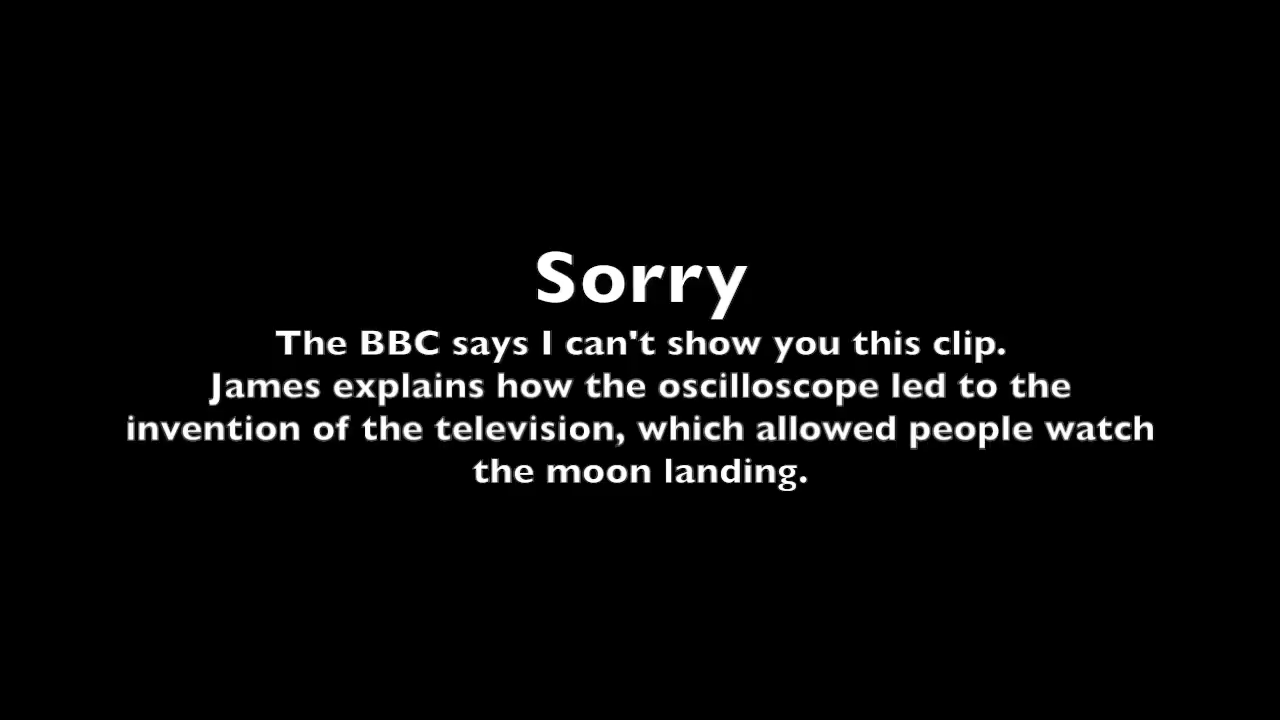 Sorry
The BBC says I can't show you this clip.
James explains how the oscilloscope led to the
invention of the television, which allowed people watch
the moon landing.